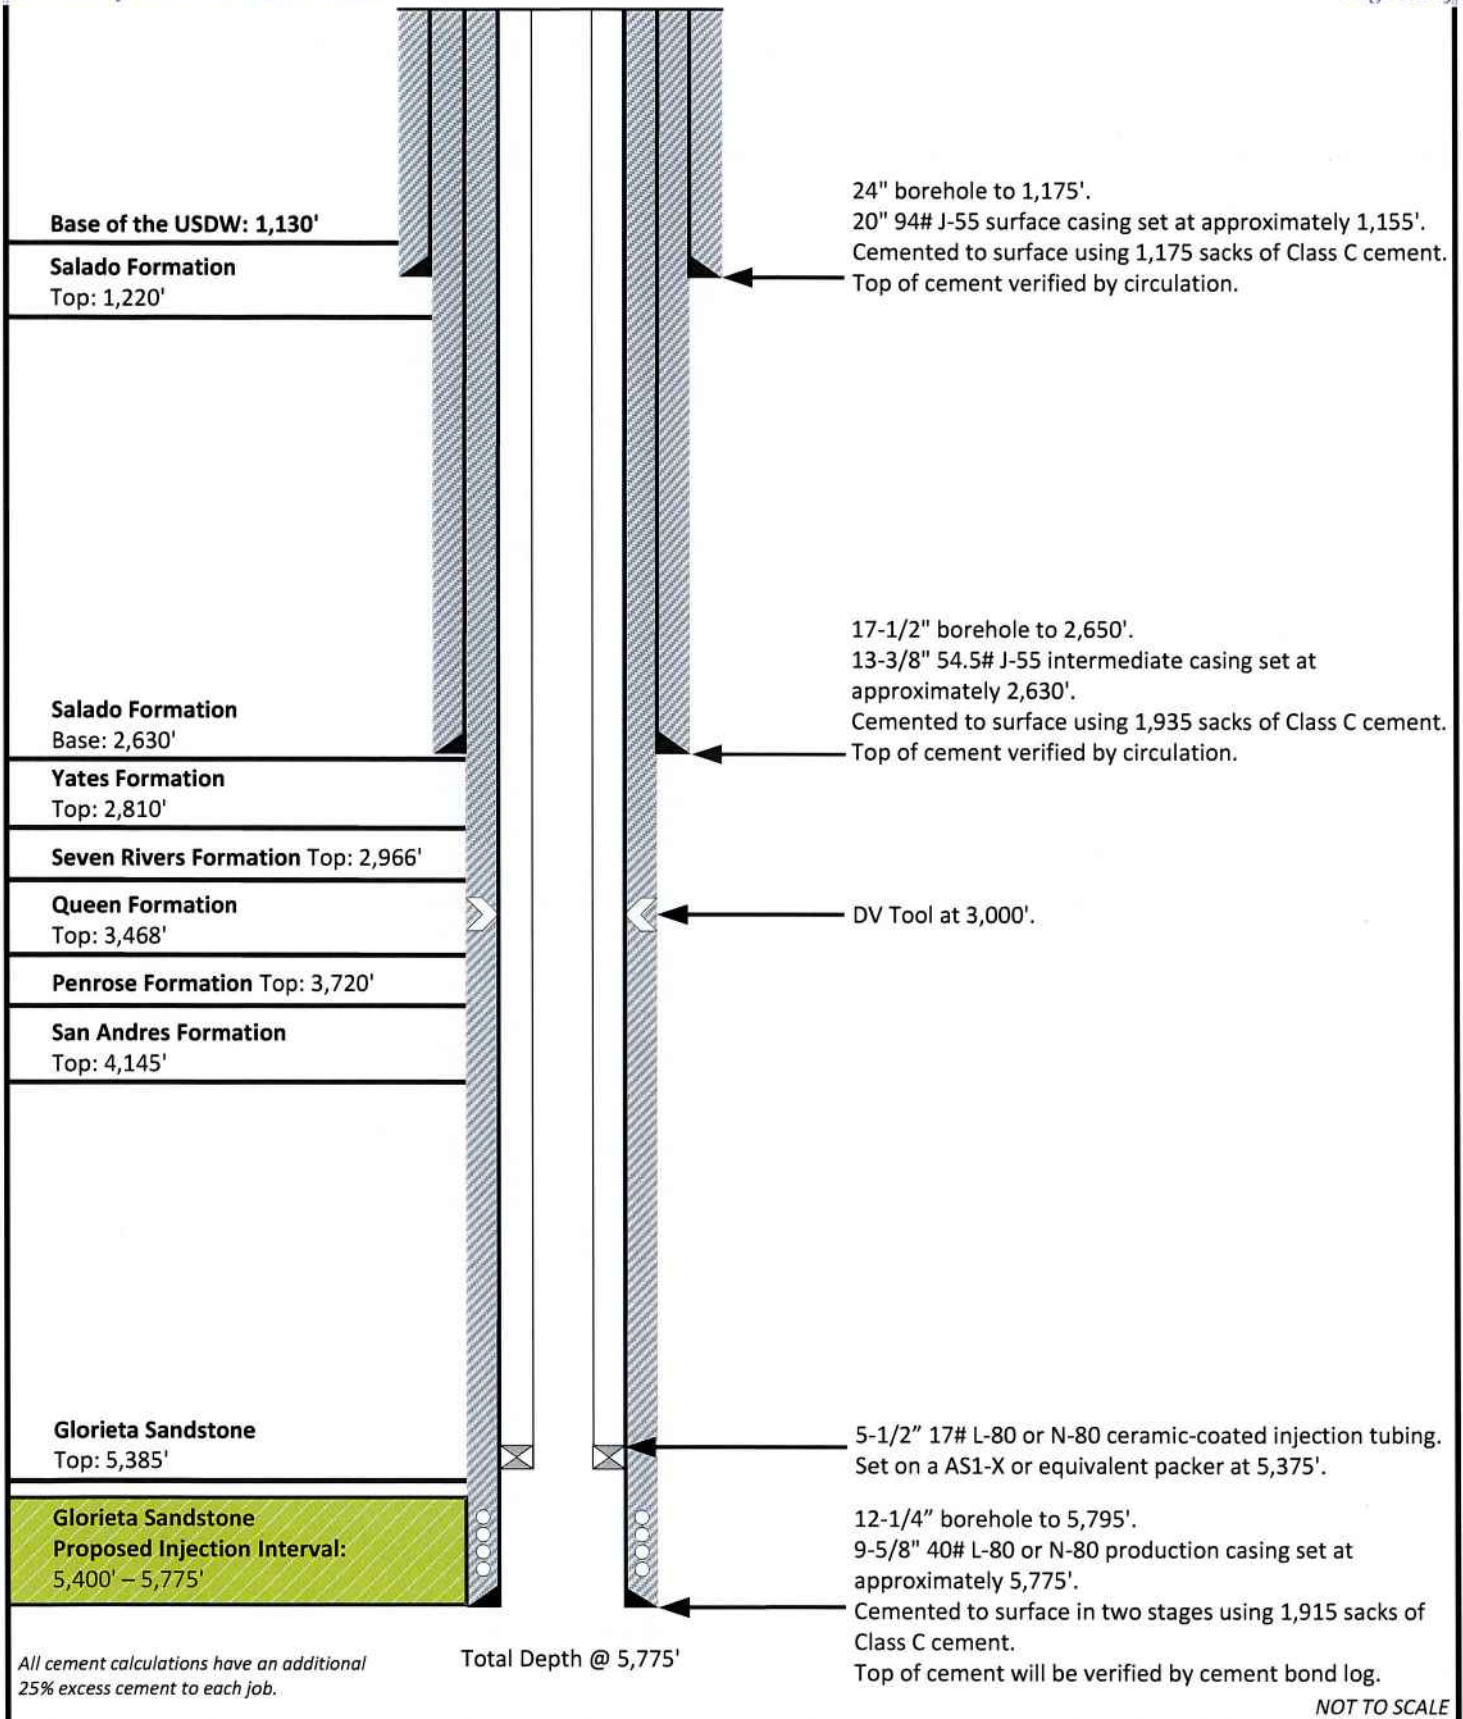 Base of the USDW: 1,130'
Salado Formation
Top: 1,220'
24" borehole to 1,175'.
20" 94# J-55 surface casing set at approximately 1,155'.
Cemented to surface using 1,175 sacks of Class C cement.
Top of cement verified by circulation.
17-1/2" borehole to 2,650'.
13-3/8" 54.5# J-55 intermediate casing set at
approximately 2,630'.
Cemented to surface using 1,935 sacks of Class C cement.
Top of cement verified by circulation.
Salado Formation
Base: 2,630'
Yates Formation
Top: 2,810'
Seven Rivers Formation Top: 2,966'
Queen Formation
Top: 3,468'
DV Tool at 3,000'.
Penrose Formation Top: 3,720'
San Andres Formation
Top: 4,145'
Glorieta Sandstone
Top: 5,385'
5-1/2” 17# L-80 or N-80 ceramic-coated injection tubing.
Set on a AS1-X or equivalent packer at 5,375'.
Glorieta Sandstone
Proposed Injection Interval:
5,400' – 5,775'
12-1/4” borehole to 5,795'.
9-5/8" 40# L-80 or N-80 production casing set at
approximately 5,775'.
Cemented to surface in two stages using 1,915 sacks of
Class C cement.
Top of cement will be verified by cement bond log.
Total Depth @ 5,775'
All cement calculations have an additional
25% excess cement to each job.
NOT TO SCALE